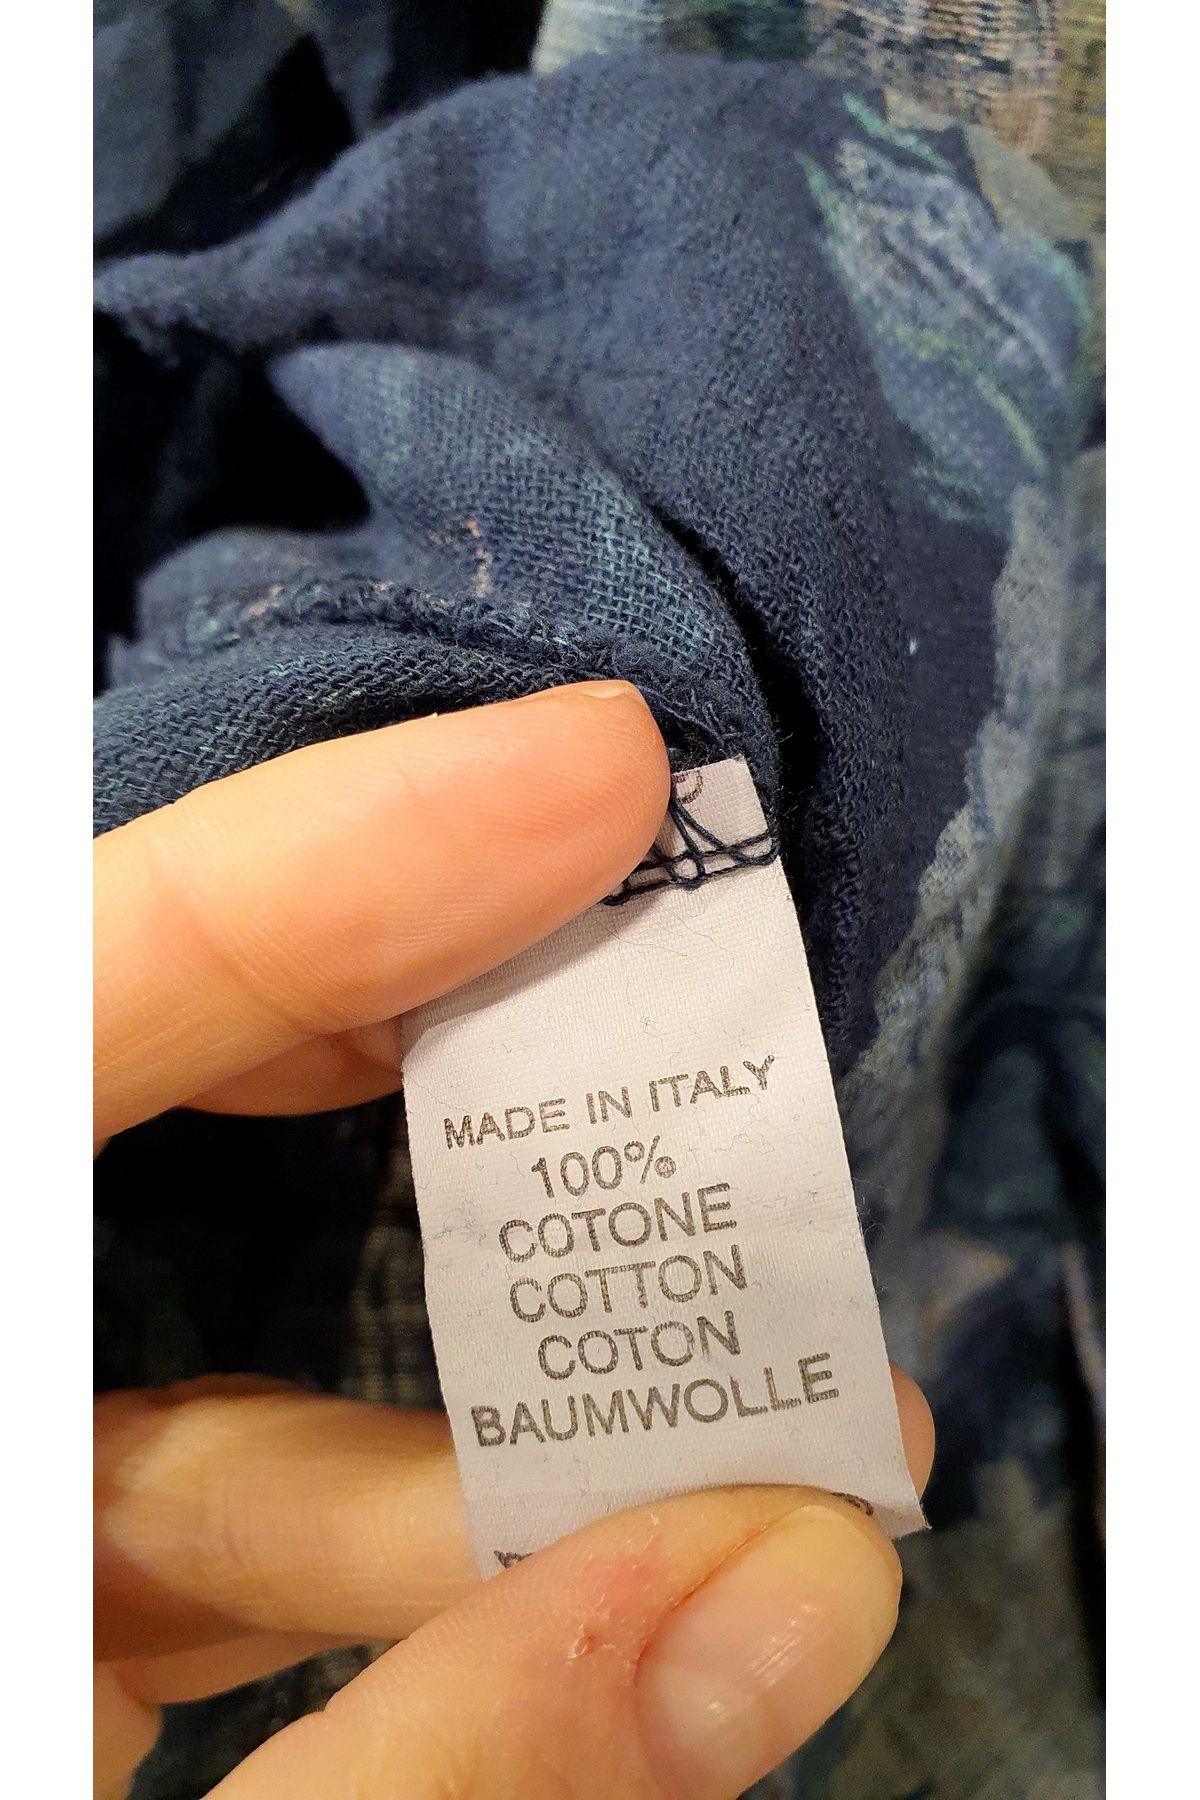 MADE IN ITALY
100%
COTONE
COTTON
COTON
BAUMWOLLE